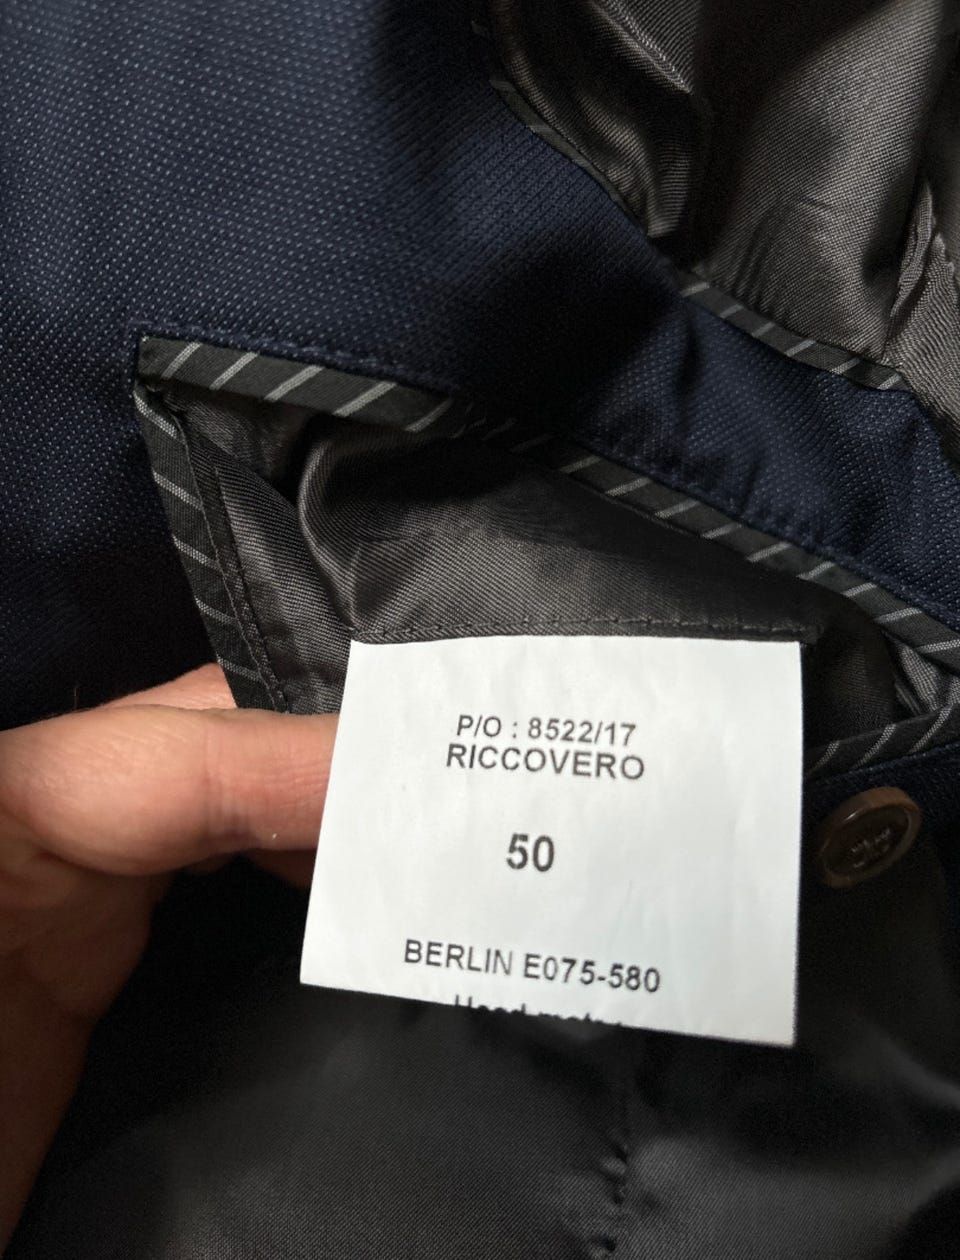 P/O : 8522/17
RICCOVERO
50
BERLIN E075-580